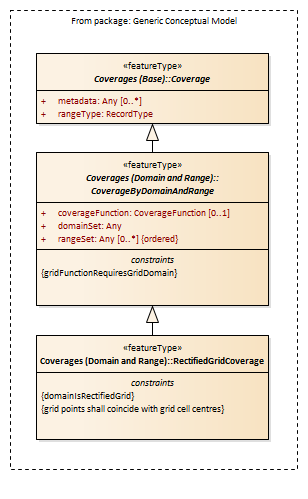 From package: Generic Conceptual Model
«featureType»
Coverages (Base)::Coverage
+ metadata: Any [0..*]
+ rangeType: RecordType
«featureType»
Coverages (Domain and Range)::
CoverageByDomainAndRange
+ coverageFunction: CoverageFunction [0..1]
+ domainSet: Any
+ rangeSet: Any [0..*] {ordered}
constraints
{gridFunctionRequiresGridDomain}
«featureType»
Coverages (Domain and Range)::RectifiedGridCoverage
constraints
{domainIsRectifiedGrid}
{grid points shall coincide with grid cell centres}